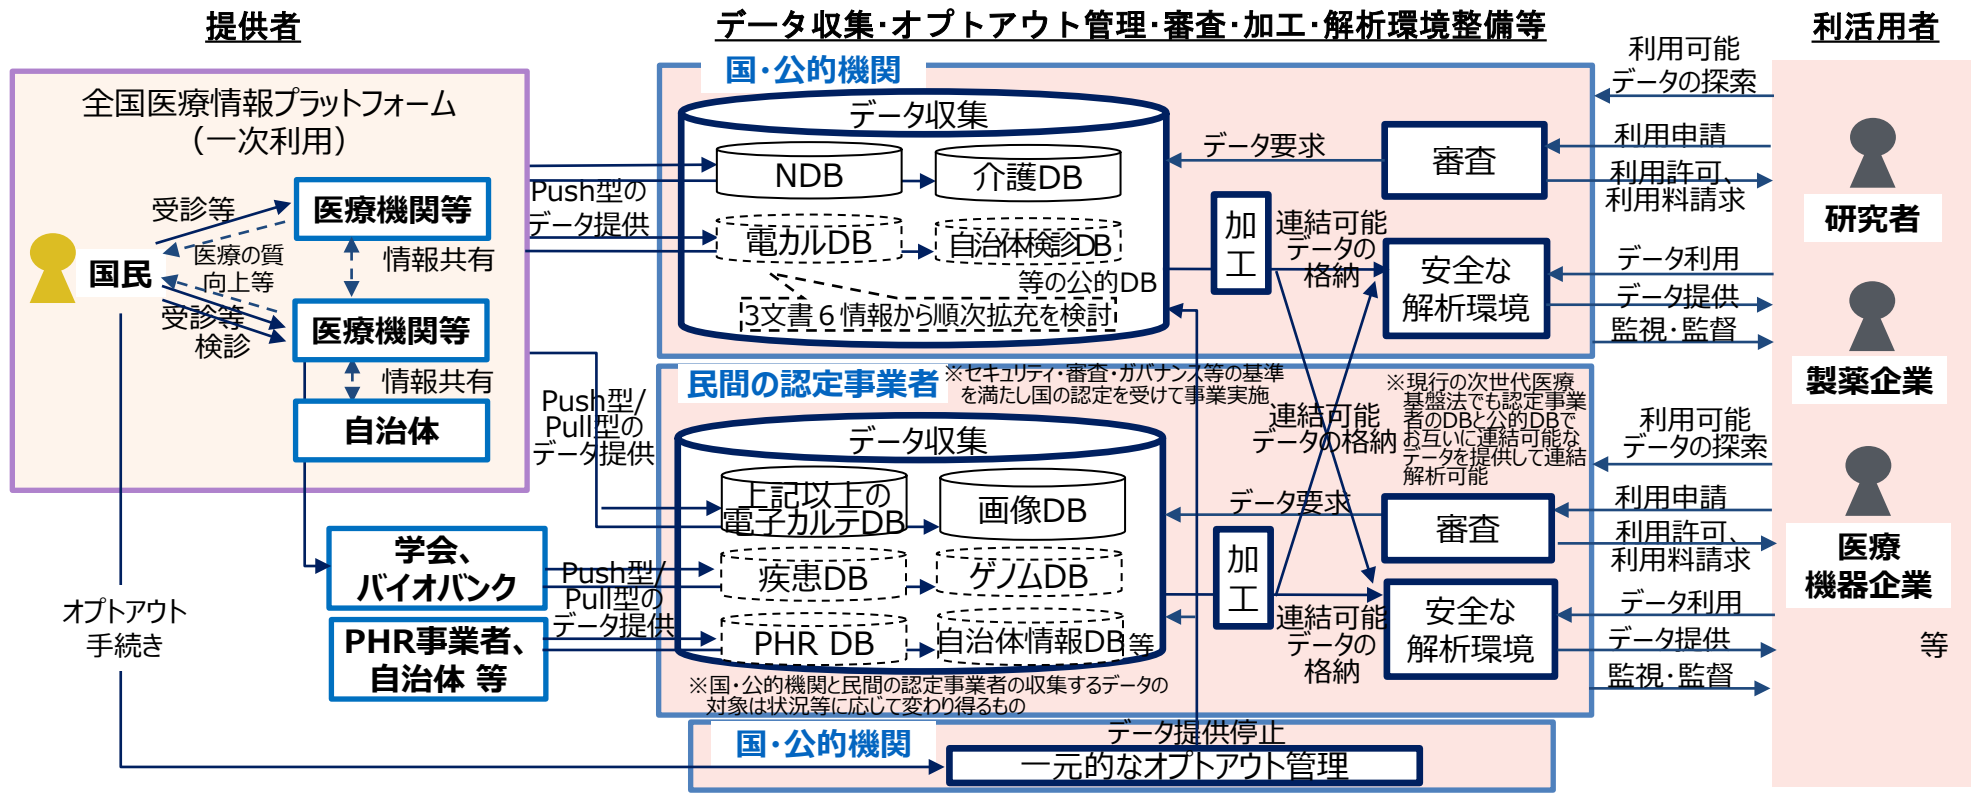 提供者
データ収集・オプトアウト管理・審査・加工・解析環境整備等
利活用者
全国医療情報プラットフォーム
（一次利用）
国民
受診等
医療の質
向上等
受診等
検診
医療機関等
情報共有
医療機関等
情報共有
自治体
学会、
バイオバンク
PHR事業者、
自治体 等
オプトアウト
手続き
Push型の
データ提供
Push型/
Pull型の
データ提供
Push型/
Pull型の
データ提供
国・公的機関
データ収集
NDB
介護DB
電カルDB
自治体検診DB
等の公的DB
3文書６情報から順次拡充を検討
データ要求
審査
加
工
連結可能
データの
格納
安全な
解析環境
民間の認定事業者
※セキュリティ・審査・ガバナンス等の基準
を満たし国の認定を受けて事業実施
連結可能
データの格納
※現行の次世代医療
基盤法でも認定事業
者のDBと公的DBで
お互いに連結可能な
データを提供して連結
解析可能
データ収集
上記以上の
電子カルテDB
画像DB
疾患DB
ゲノムDB
PHR DB
自治体情報DB
等
データ要求
審査
加
工
連結可能
データの
格納
安全な
解析環境
※国・公的機関と民間の認定事業者の収集するデータの
対象は状況等に応じて変わり得るもの
国・公的機関
データ提供停止
一元的なオプトアウト管理
利用可能
データの探索
利用申請
利用許可、
利用料請求
データ利用
データ提供
監視・監督
利用可能
データの探索
利用申請
利用許可、
利用料請求
データ利用
データ提供
監視・監督
研究者
製薬企業
医療
機器企業
等